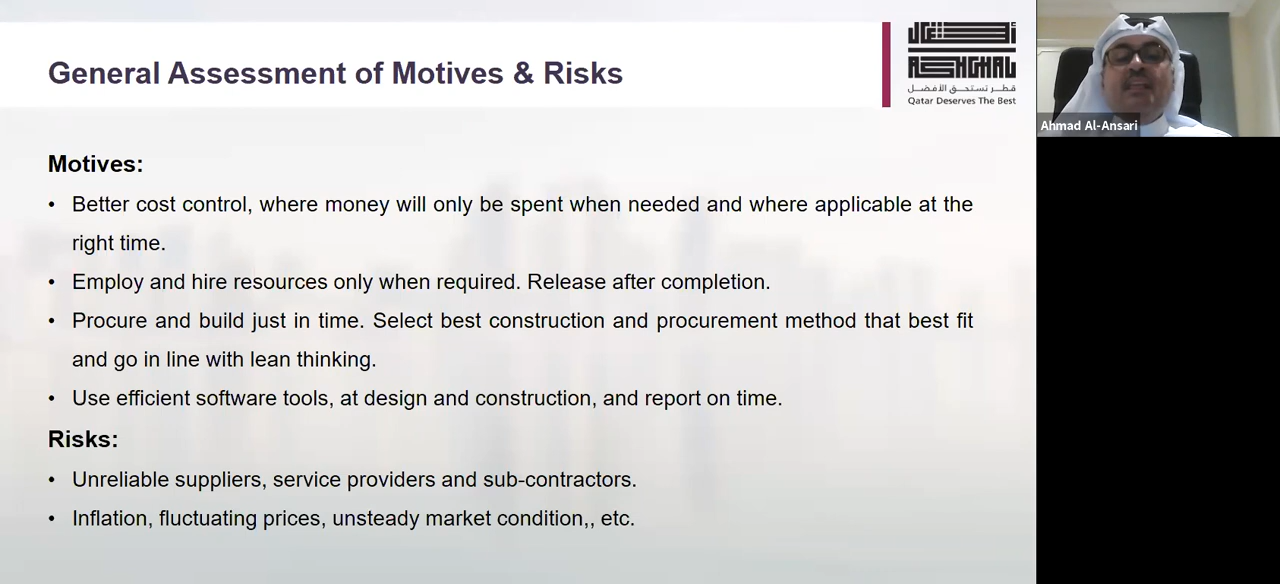 General Assessment of Motives & Risks
أشغال
ASHGHAL
قطر تستحق الأفضل
Qatar Deserves The Best
Ahmad Al-Ansari
Motives:
• Better cost control, where money will only be spent when needed and where applicable at the
right time.
• Employ and hire resources only when required. Release after completion.
• Procure and build just in time. Select best construction and procurement method that best fit
and go in line with lean thinking.
• Use efficient software tools, at design and construction, and report on time.
Risks:
• Unreliable suppliers, service providers and sub-contractors.
• Inflation, fluctuating prices, unsteady market condition,, etc.